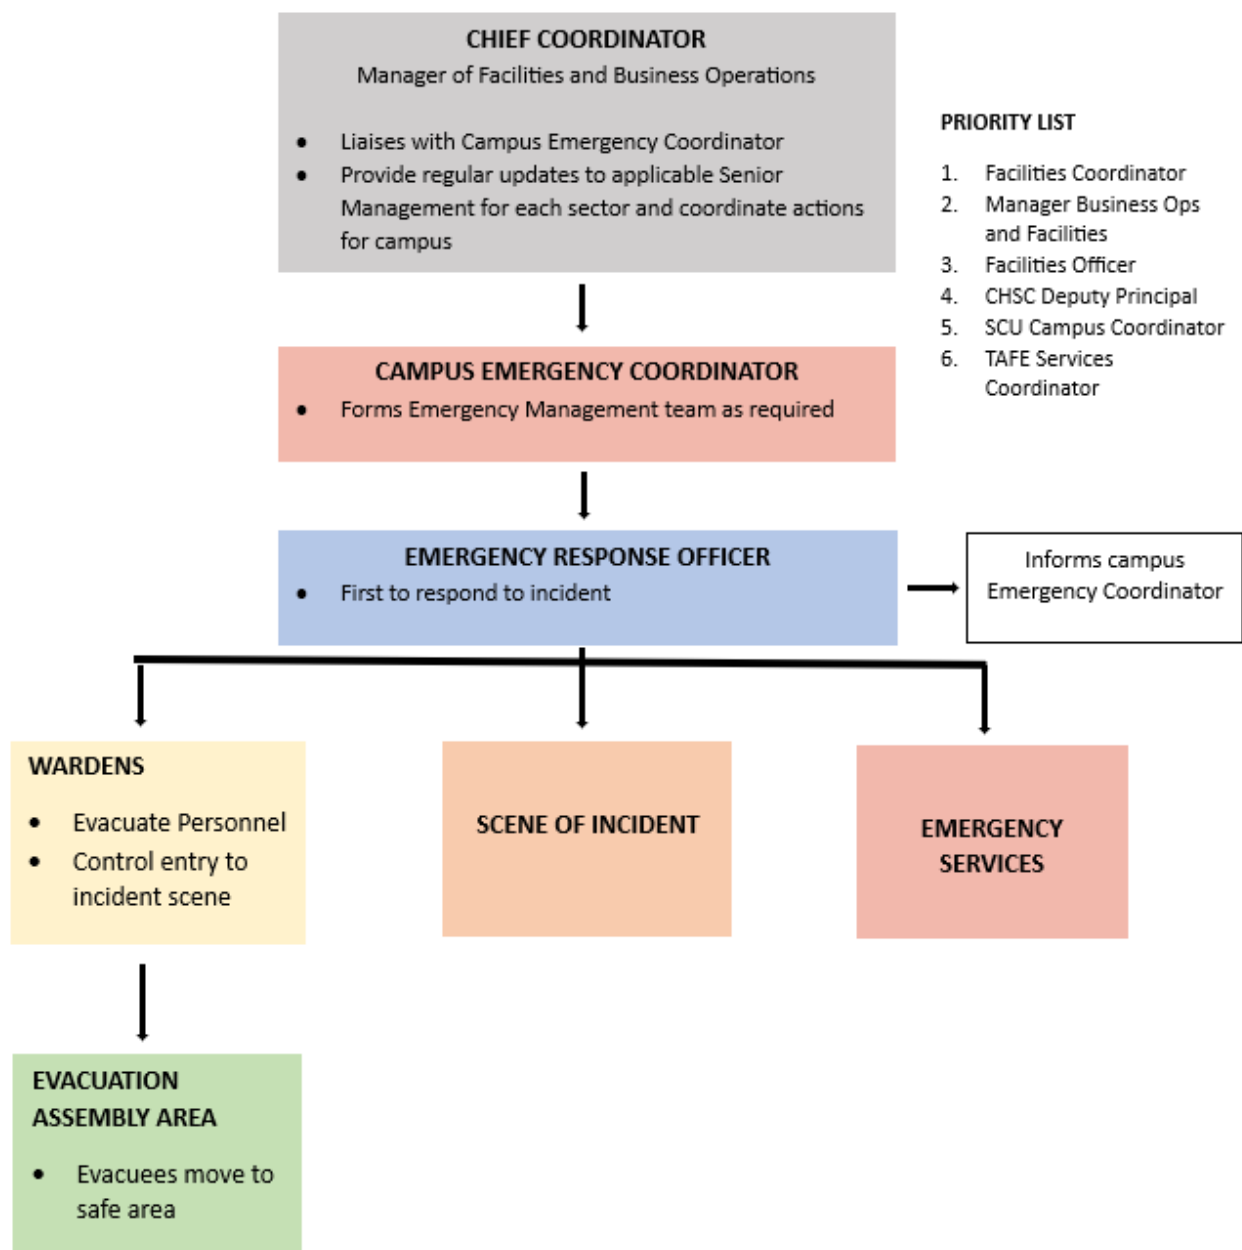 CHIEF COORDINATOR
Manager of Facilities and Business Operations
• Liaises with Campus Emergency Coordinator
• Provide regular updates to applicable Senior
Management for each sector and coordinate actions
for campus
PRIORITY LIST
1. Facilities Coordinator
2. Manager Business Ops
and Facilities
3. Facilities Officer
4. CHSC Deputy Principal
5. SCU Campus Coordinator
6. TAFE Services
Coordinator
CAMPUS EMERGENCY COORDINATOR
• Forms Emergency Management team as required
EMERGENCY RESPONSE OFFICER
• First to respond to incident
Informs campus
Emergency Coordinator
WARDENS
• Evacuate Personnel
• Control entry to
incident scene
SCENE OF INCIDENT
EMERGENCY
SERVICES
EVACUATION
ASSEMBLY AREA
• Evacuees move to
safe area